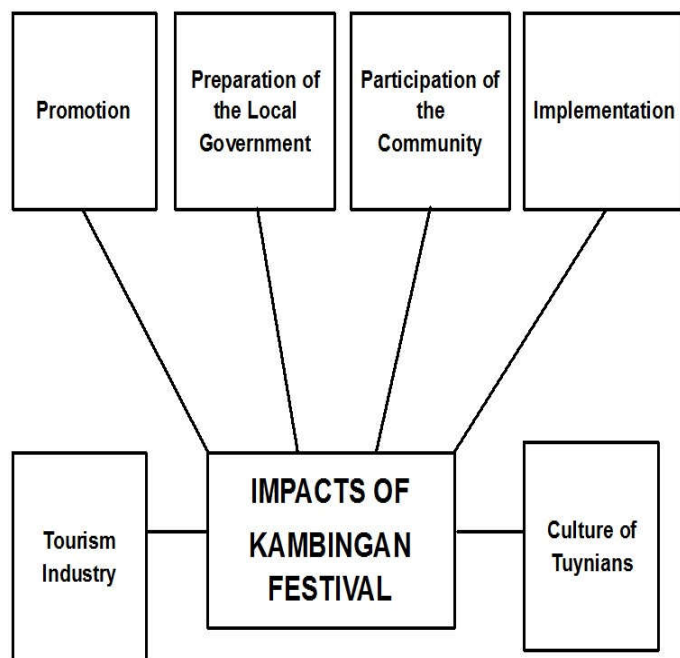 Promotion
Preparation of
the Local
Government
Participation of
the
Community
Implementation
Tourism
Industry
IMPACTS OF
KAMBINGAN
FESTIVAL
Culture of
Tuynians